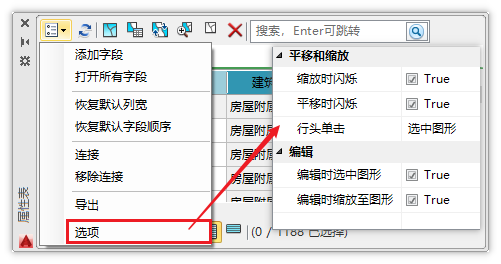 搜索，Enter可跳转
添加字段
打开所有字段
恢复默认列宽
恢复默认字段顺序
连接
移除连接
导出
选项
建筑
房屋附属
房屋附属
房屋附属
房屋附属
房屋附属
平移和缩放
缩放时闪烁 True
平移时闪烁 True
行头单击 选中图形
编辑
编辑时选中图形 True
编辑时缩放至图形 True
(0 / 1188 已选择)
属性表